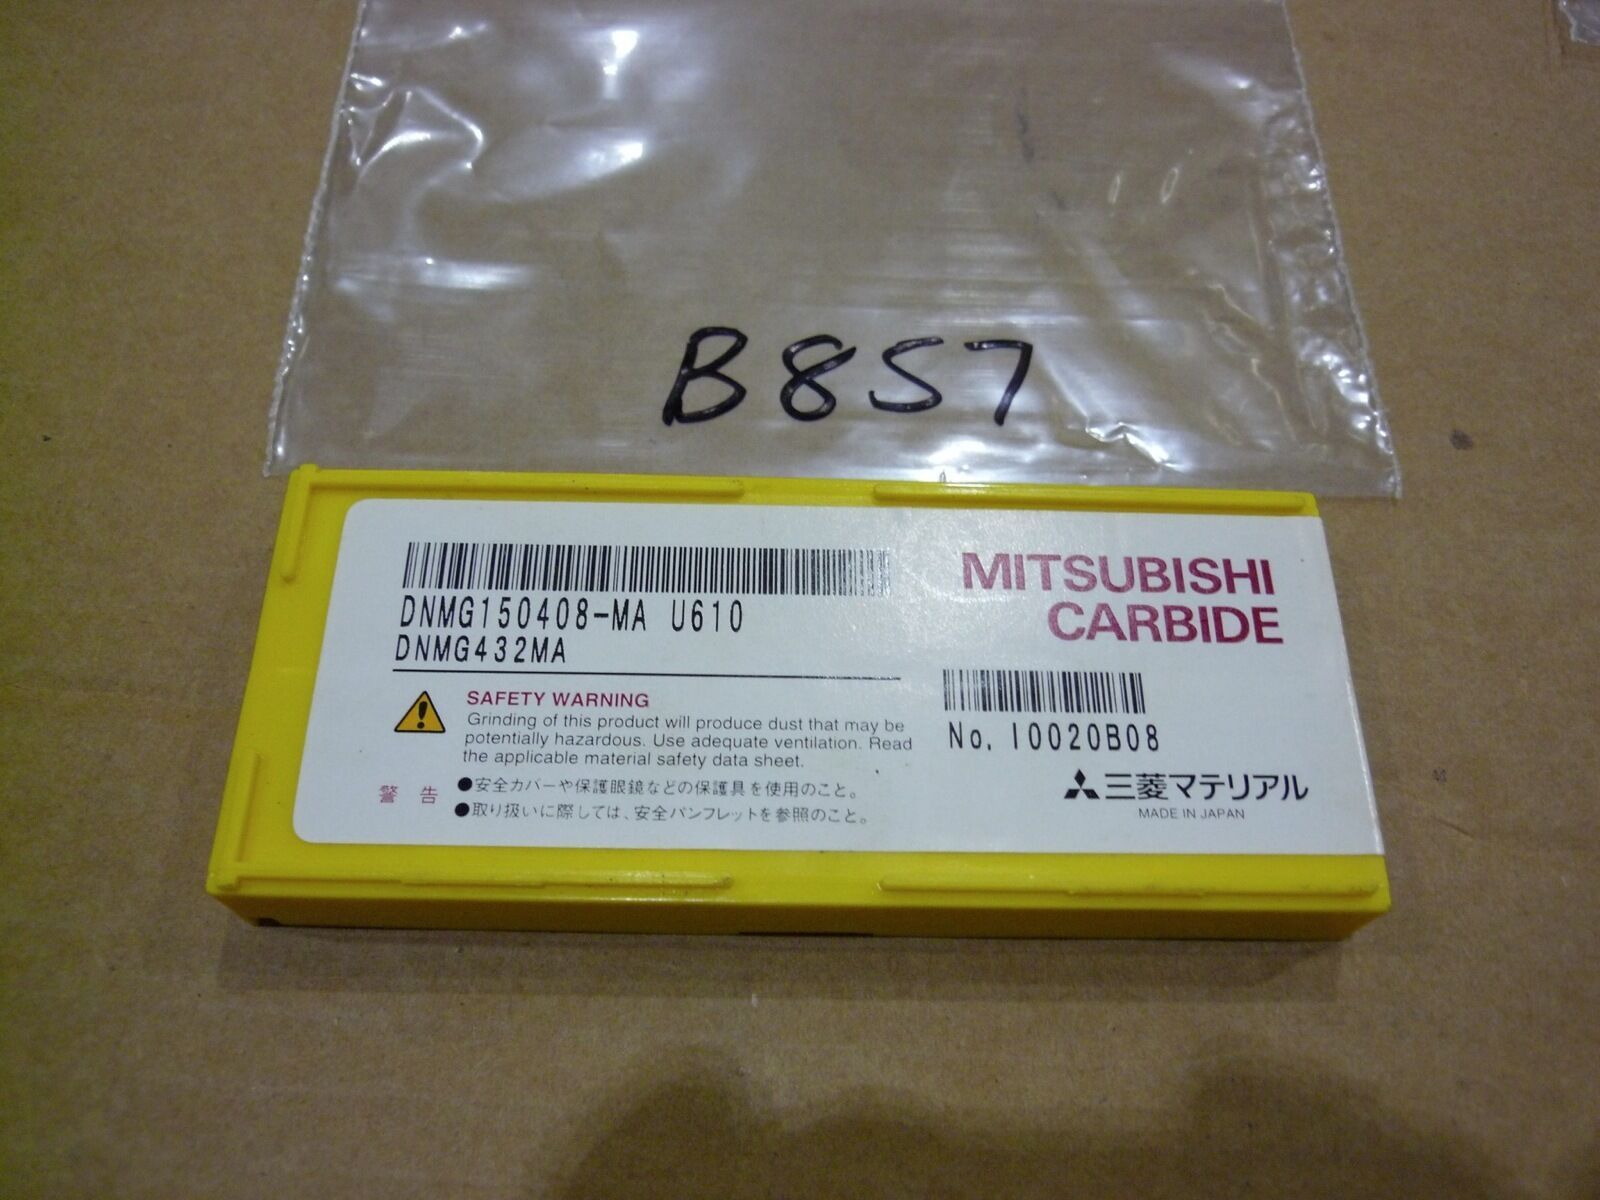 B857
DNMG150408-MA U610
DNMG432MA
MITSUBISHI
CARBIDE
SAFETY WARNING
Grinding of this product will produce dust that may be
potentially hazardous. Use adequate ventilation. Read
the applicable material safety data sheet.
警告
●安全カバーや保護眼鏡などの保護具を使用のこと。
●取り扱いに際しては、安全パンフレットを参照のこと。
No. I0020B08
三菱マテリアル
MADE IN JAPAN